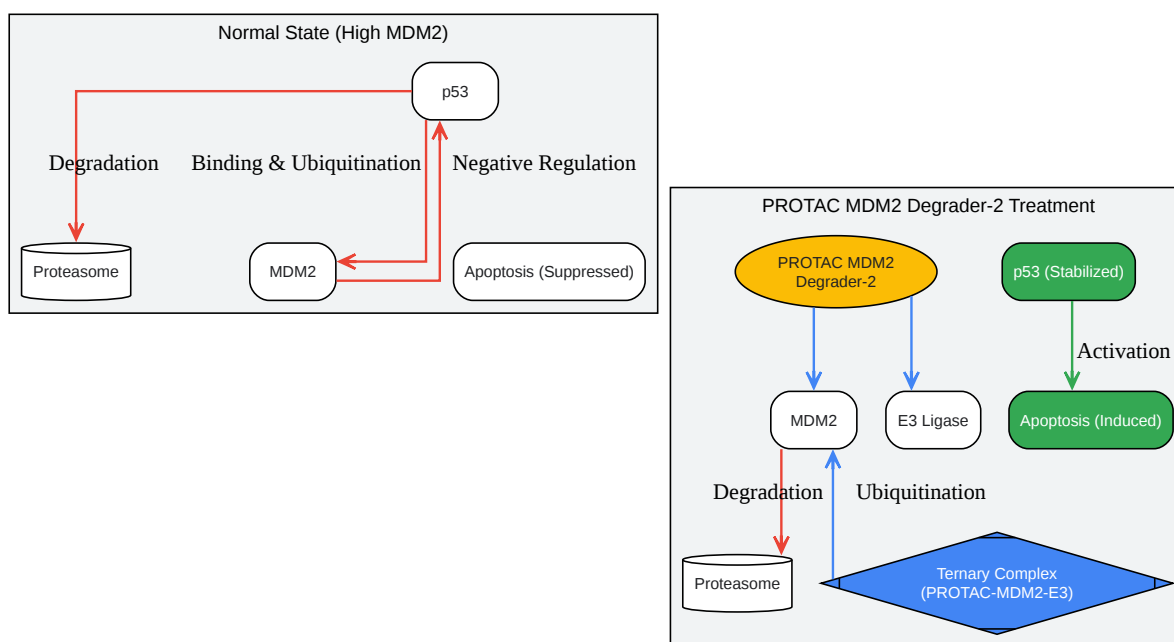 Normal State (High MDM2)
p53
Degradation
Binding & Ubiquitination
Negative Regulation
Proteasome
MDM2
Apoptosis (Suppressed)
PROTAC MDM2 Degrader-2 Treatment
PROTAC MDM2
Degrader-2
p53 (Stabilized)
Activation
MDM2
E3 Ligase
Apoptosis (Induced)
Degradation
Ubiquitination
Proteasome
Ternary Complex
(PROTAC-MDM2-E3)